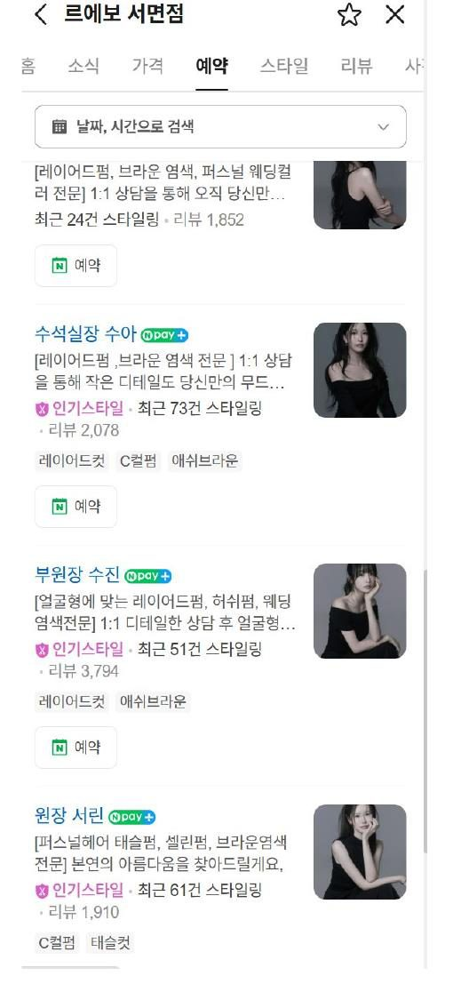 르에보 서면점
홈 소식 가격 예약 스타일 리뷰
날짜, 시간으로 검색
[레이어드펌, 브라운 염색, 퍼스널 웨딩컬
러 전문] 1:1 상담을 통해 오직 당신만...
최근 24건 스타일링 · 리뷰 1,852
N 예약
수석실장 수아 N pay +
[레이어드펌 ,브라운 염색 전문 ] 1:1 상담
을 통해 작은 디테일도 당신만의 무드...
인기스타일 · 최근 73건 스타일링
· 리뷰 2,078
레이어드컷 C컬펌 애쉬브라운
N 예약
부원장 수진 N pay +
[얼굴형에 맞는 레이어드펌, 허쉬펌, 웨딩
염색전문] 1:1 디테일한 상담 후 얼굴형...
인기스타일 · 최근 51건 스타일링
· 리뷰 3,794
레이어드컷 애쉬브라운
N 예약
원장 서린 N pay +
[퍼스널헤어 태슬펌, 셀린펌, 브라운염색
전문] 본연의 아름다움을 찾아드릴게요,
인기스타일 · 최근 61건 스타일링
· 리뷰 1,910
C컬펌 태슬컷